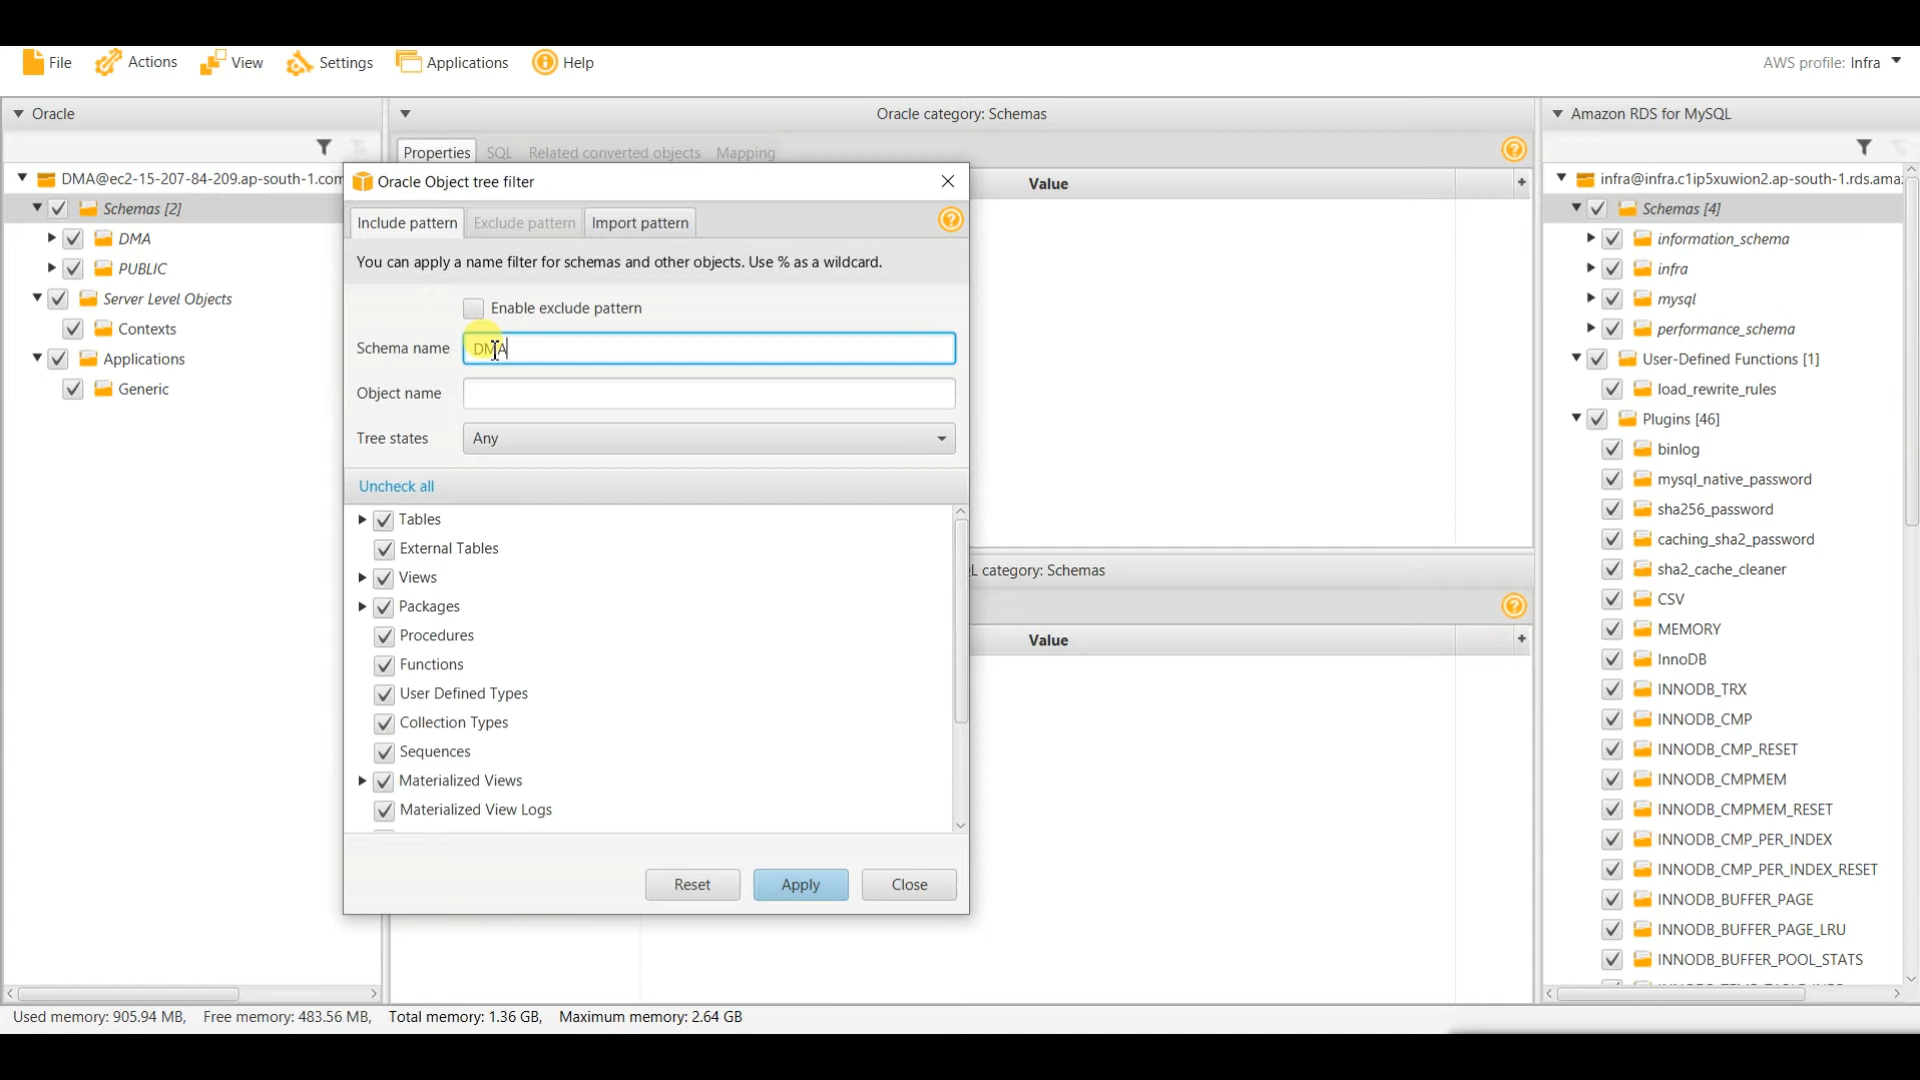 File
Actions
View
Settings
Applications
Help
AWS profile: Infra
Oracle
Oracle category: Schemas
Amazon RDS for MySQL
Properties
SQL
Related converted objects
Mapping
DMA@ec2-15-207-84-209.ap-south-1.com
Schemas [2]
DMA
PUBLIC
Server Level Objects
Contexts
Applications
Generic
Oracle Object tree filter
Include pattern
Exclude pattern
Import pattern
You can apply a name filter for schemas and other objects. Use % as a wildcard.
Enable exclude pattern
Schema name
DMA
Object name
Tree states
Any
Uncheck all
Tables
External Tables
Views
Packages
Procedures
Functions
User Defined Types
Collection Types
Sequences
Materialized Views
Materialized View Logs
Reset
Apply
Close
Value
L category: Schemas
Value
infra@infra.c1ip5xuwion2.ap-south-1.rds.ama
Schemas [4]
information_schema
infra
mysql
performance_schema
User-Defined Functions [1]
load_rewrite_rules
Plugins [46]
binlog
mysql_native_password
sha256_password
caching_sha2_password
sha2_cache_cleaner
CSV
MEMORY
InnoDB
INNODB_TRX
INNODB_CMP
INNODB_CMP_RESET
INNODB_CMPMEM
INNODB_CMPMEM_RESET
INNODB_CMP_PER_INDEX
INNODB_CMP_PER_INDEX_RESET
INNODB_BUFFER_PAGE
INNODB_BUFFER_PAGE_LRU
INNODB_BUFFER_POOL_STATS
Used memory: 905.94 MB, Free memory: 483.56 MB, Total memory: 1.36 GB, Maximum memory: 2.64 GB